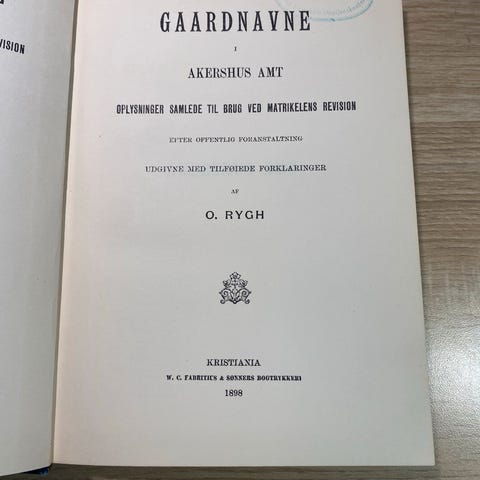 VISION
GAARDNAVNE
I
AKERSHUS AMT
OPLYSNINGER SAMLEDE TIL BRUG VED MATRIKELENS REVISION
EFTER OFFENTLIG FORANSTALTNING
UDGIVNE MED TILFØIEDE FORKLARINGER
AF
O. RYGH
KRISTIANIA
W. C. FABRITIUS & SØNNERS BOGTRYKKERI
1898